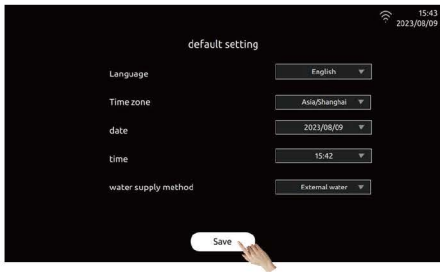 15:43
2023/08/09
default setting
Language
English
Time zone
Asia/Shanghai
date
2023/08/09
time
15:42
water supply method
External water
Save